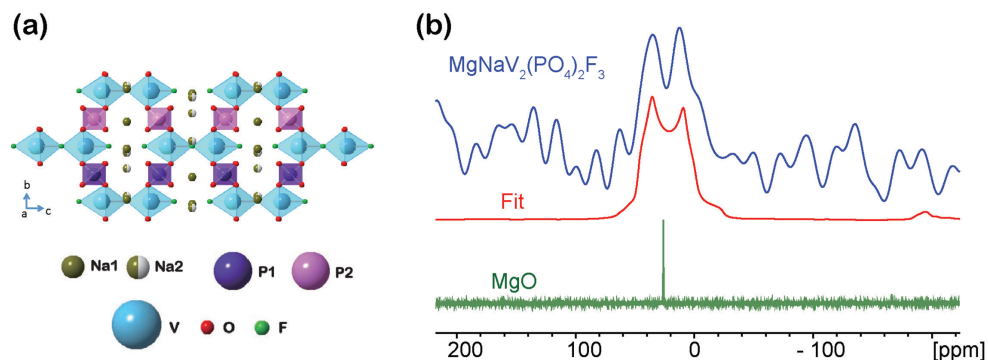 (a)
b
a
c
Na1
Na2
P1
P2
V
O
F
(b)
MgNaV₂(PO₄)₂F₃
Fit
MgO
200
100
0
- 100
[ppm]